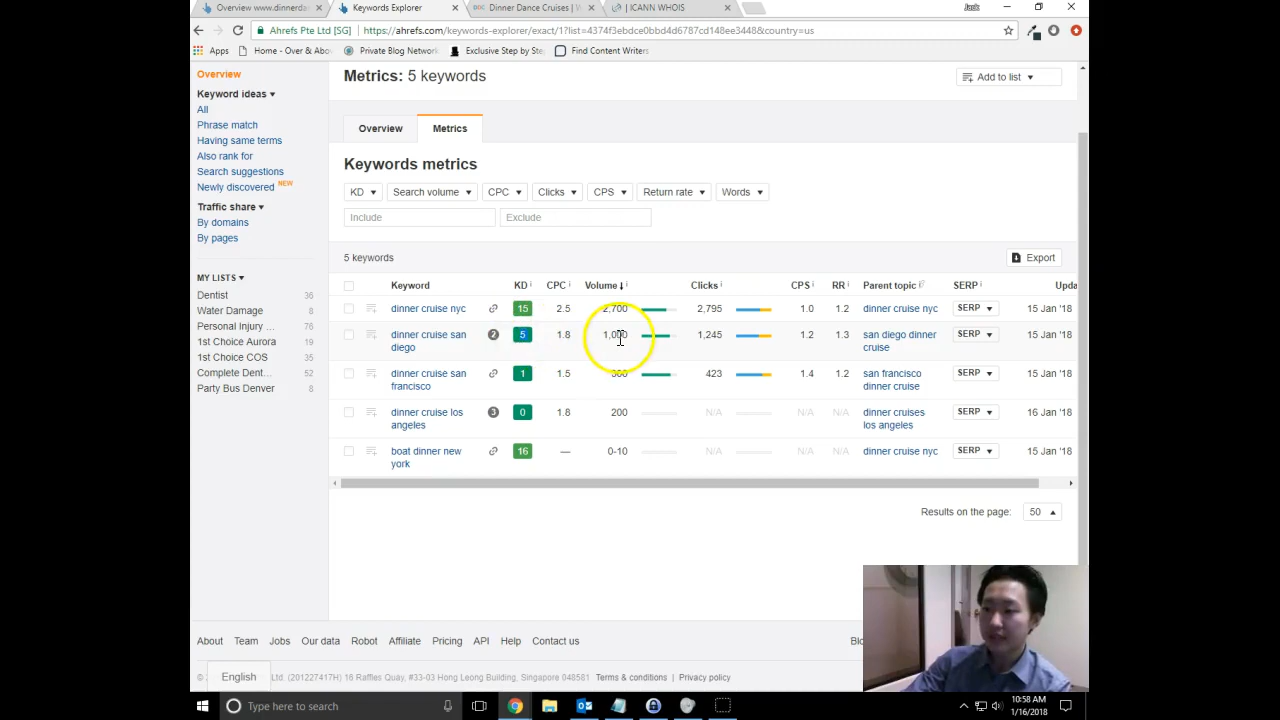 Overview www.dinnerda
Keywords Explorer
Dinner Dance Cruises | W
ICANN WHOIS
Ahrefs Pte Ltd [SG]
https://ahrefs.com/keywords-explorer/exact/1?list=4374f3ebdce0bbd4d6787cd148ee3448&country=us
Apps
Home - Over & Abo
Private Blog Network
Exclusive Step by Ste
Find Content Writers
Overview
Keyword ideas
All
Phrase match
Having same terms
Also rank for
Search suggestions
Newly discovered NEW
Traffic share
By domains
By pages
MY LISTS
Dentist 36
Water Damage 8
Personal Injury ... 76
1st Choice Aurora 19
1st Choice COS 35
Complete Dent... 52
Party Bus Denver 8
Metrics: 5 keywords
Add to list
Overview
Metrics
Keywords metrics
KD
Search volume
CPC
Clicks
CPS
Return rate
Words
Include
Exclude
5 keywords
Export
Keyword KD CPC Volume Clicks CPS RR Parent topic SERP Upda
dinner cruise nyc 15 2.5 2,700 2,795 1.0 1.2 dinner cruise nyc SERP 15 Jan '18
dinner cruise san 2 5 1.8 1,000 1,245 1.2 1.3 san diego dinner SERP 15 Jan '18
diego cruise
dinner cruise san 1 1.5 423 1.4 1.2 san francisco SERP 15 Jan '18
francisco dinner cruise
dinner cruise los 3 0 1.8 200 N/A N/A N/A dinner cruises SERP 16 Jan '18
angeles los angeles
boat dinner new 16 — 0-10 N/A N/A N/A dinner cruise nyc SERP 15 Jan '18
york
Results on the page: 50
About Team Jobs Our data Robot Affiliate Pricing API Help Contact us
English
Ltd. (201227417H) 16 Raffles Quay, #33-03 Hong Leong Building, Singapore 048581 Terms & conditions Privacy policy
Type here to search
10:58 AM
1/16/2018